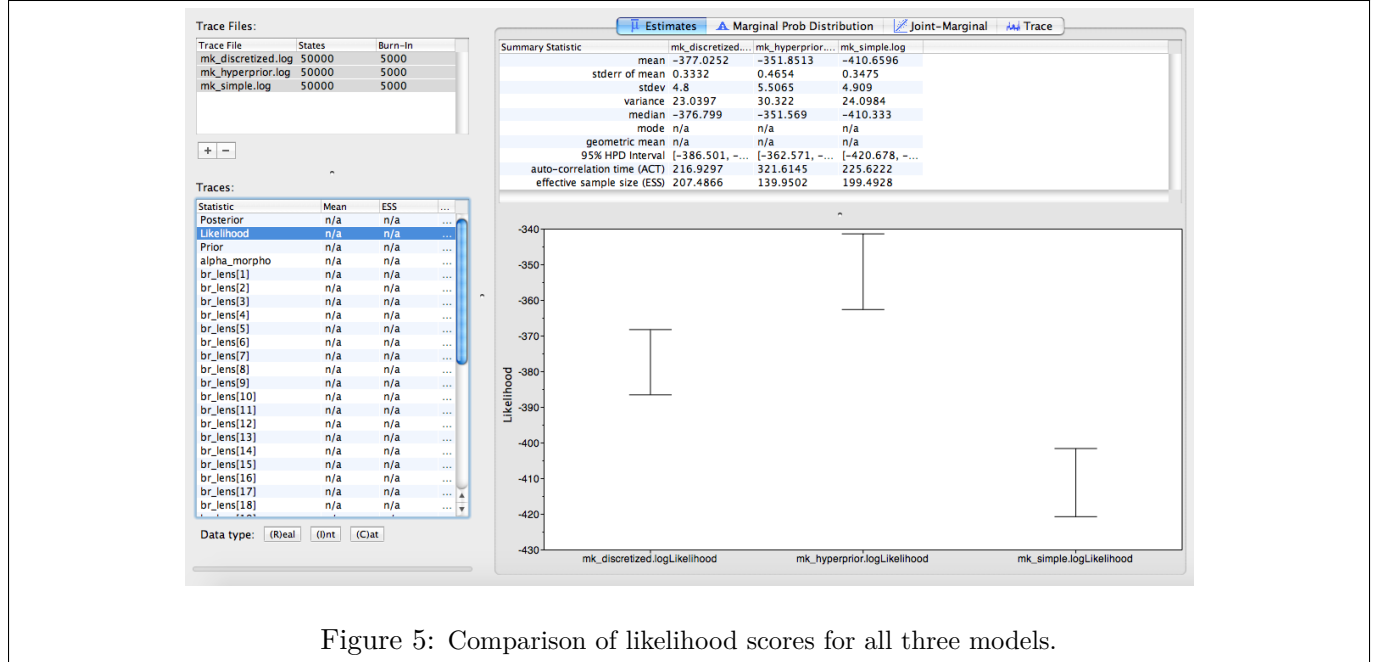 Trace Files:
Trace File States Burn-In
mk_discretized.log 50000 5000
mk_hyperprior.log 50000 5000
mk_simple.log 50000 5000
+ −
Traces:
Statistic Mean ESS ...
Posterior n/a n/a ...
Likelihood n/a n/a ...
Prior n/a n/a ...
alpha_morpho n/a n/a ...
br_lens[1] n/a n/a ...
br_lens[2] n/a n/a ...
br_lens[3] n/a n/a ...
br_lens[4] n/a n/a ...
br_lens[5] n/a n/a ...
br_lens[6] n/a n/a ...
br_lens[7] n/a n/a ...
br_lens[8] n/a n/a ...
br_lens[9] n/a n/a ...
br_lens[10] n/a n/a ...
br_lens[11] n/a n/a ...
br_lens[12] n/a n/a ...
br_lens[13] n/a n/a ...
br_lens[14] n/a n/a ...
br_lens[15] n/a n/a ...
br_lens[16] n/a n/a ...
br_lens[17] n/a n/a ...
br_lens[18] n/a n/a ...
Data type: (R)eal (I)nt (C)at
Estimates Marginal Prob Distribution Joint-Marginal Trace
Summary Statistic mk_discretized.... mk_hyperprior.... mk_simple.log
mean -377.0252 -351.8513 -410.6596
stderr of mean 0.3332 0.4654 0.3475
stdev 4.8 5.5065 4.909
variance 23.0397 30.322 24.0984
median -376.799 -351.569 -410.333
mode n/a n/a n/a
geometric mean n/a n/a n/a
95% HPD Interval [-386.501, -... [-362.571, -... [-420.678, -...
auto-correlation time (ACT) 216.9297 321.6145 225.6222
effective sample size (ESS) 207.4866 139.9502 199.4928
-340
-350
-360
-370
-380
-390
-400
-410
-420
-430
Likelihood
mk_discretized.logLikelihood mk_hyperprior.logLikelihood mk_simple.logLikelihood
Figure 5: Comparison of likelihood scores for all three models.